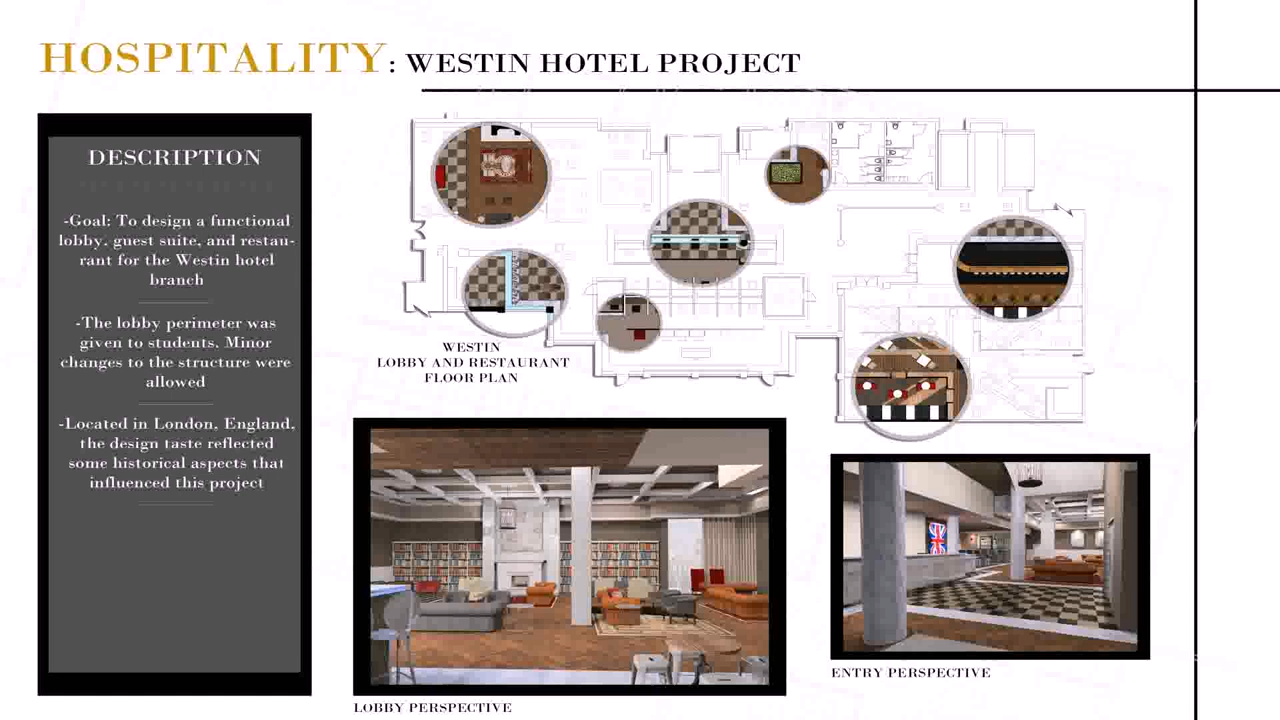 HOSPITALITY: WESTIN HOTEL PROJECT
DESCRIPTION
-Goal: To design a functional
lobby, guest suite, and restau-
rant for the Westin hotel
branch
-The lobby perimeter was
given to students. Minor
changes to the structure were
allowed
-Located in London, England,
the design taste reflected
some historical aspects that
influenced this project
WESTIN
LOBBY AND RESTAURANT
FLOOR PLAN
LOBBY PERSPECTIVE
ENTRY PERSPECTIVE